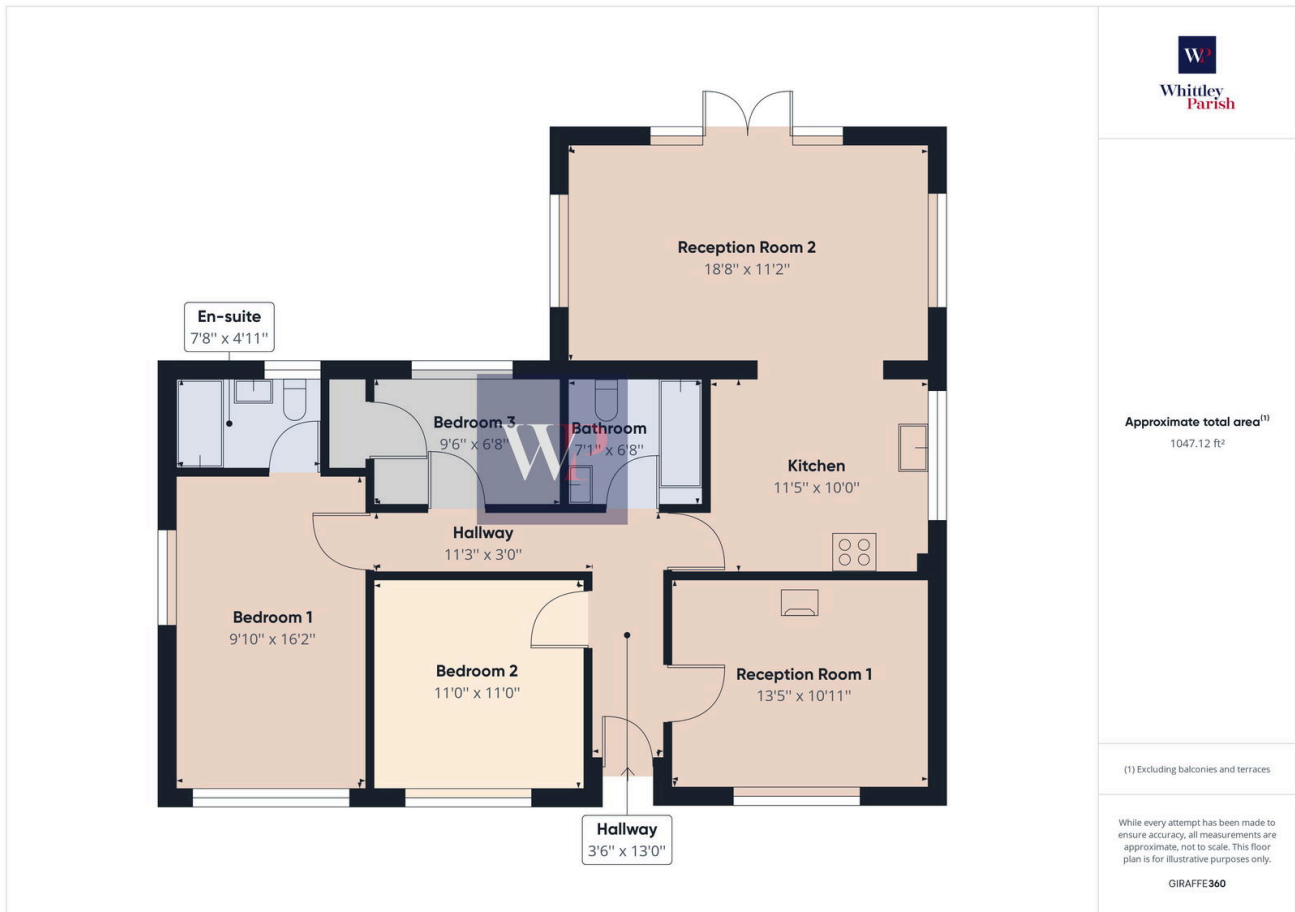 WP
Whittley
Parish
Reception Room 2
18'8" x 11'2"
En-suite
7'8" x 4'11"
Bedroom 3
9'6" x 6'8"
Bathroom
7'1" x 6'8"
WP
Kitchen
11'5" x 10'0"
Hallway
11'3" x 3'0"
Bedroom 1
9'10" x 16'2"
Bedroom 2
11'0" x 11'0"
Reception Room 1
13'5" x 10'11"
Hallway
3'6" x 13'0"
Approximate total area(1)
1047.12 ft²
(1) Excluding balconies and terraces
While every attempt has been made to
ensure accuracy, all measurements are
approximate, not to scale. This floor
plan is for illustrative purposes only.
GIRAFFE360